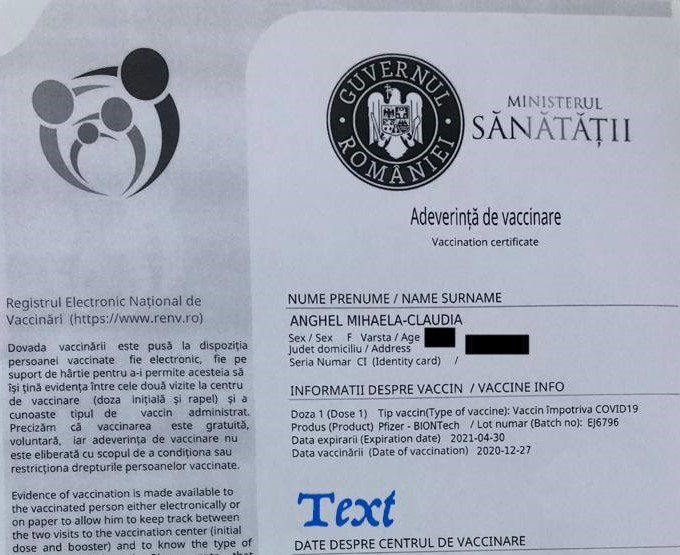 GUVERNUL
ROMÂNIEI
MINISTERUL
SĂNĂTĂȚII
Adeverință de vaccinare
Vaccination certificate
Registrul Electronic Național de
Vaccinări (https://www.renv.ro)
Dovada vaccinării este pusă la dispoziția
persoanei vaccinate fie electronic, fie pe
suport de hârtie pentru a-i permite acesteia să
își țină evidența între cele două vizite la centru
de vaccinare (doza inițială și rapel) și a
cunoaste tipul de vaccin administrat.
Precizăm că vaccinarea este gratuită,
voluntară, iar adeverința de vaccinare nu
este eliberată cu scopul de a condiționa sau
restricționa drepturile persoanelor vaccinate.
Evidence of vaccination is made available to
the vaccinated person either electronically or
on paper to allow him to keep track between
the two visits to the vaccination center (initial
dose and booster) and to know the type of
NUME PRENUME / NAME SURNAME
ANGHEL MIHAELA-CLAUDIA
Sex / Sex F Varsta / Age
Judet domiciliu / Address
Seria Numar CI (Identity card) /
INFORMATII DESPRE VACCIN / VACCINE INFO
Doza 1 (Dose 1) Tip vaccin(Type of vaccine): Vaccin împotriva COVID19
Produs (Product) Pfizer - BIONTech / Lot numar (Batch no): EJ6796
Data expirarii (Expiration date) 2021-04-30
Data vaccinării (Date of vaccination) 2020-12-27
Text
DATE DESPRE CENTRUL DE VACCINARE